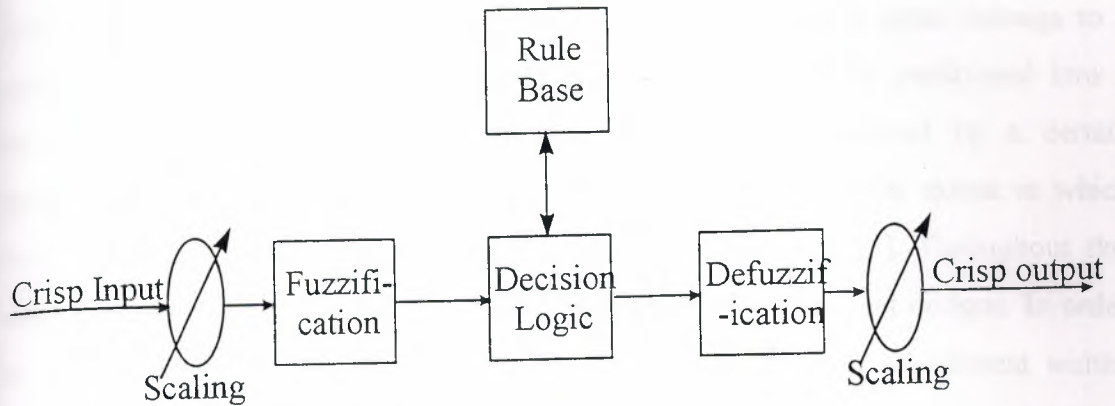 Rule
Base
Crisp Input
Scaling
Fuzzifi-
cation
Decision
Logic
Defuzzif
-ication
Scaling
Crisp output